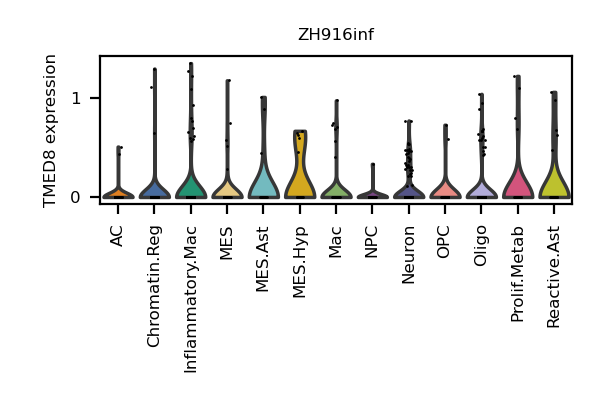 ZH916inf
TMED8 expression
1
0
AC
Chromatin.Reg
Inflammatory.Mac
MES
MES.Ast
MES.Hyp
Mac
NPC
Neuron
OPC
Oligo
Prolif.Metab
Reactive.Ast